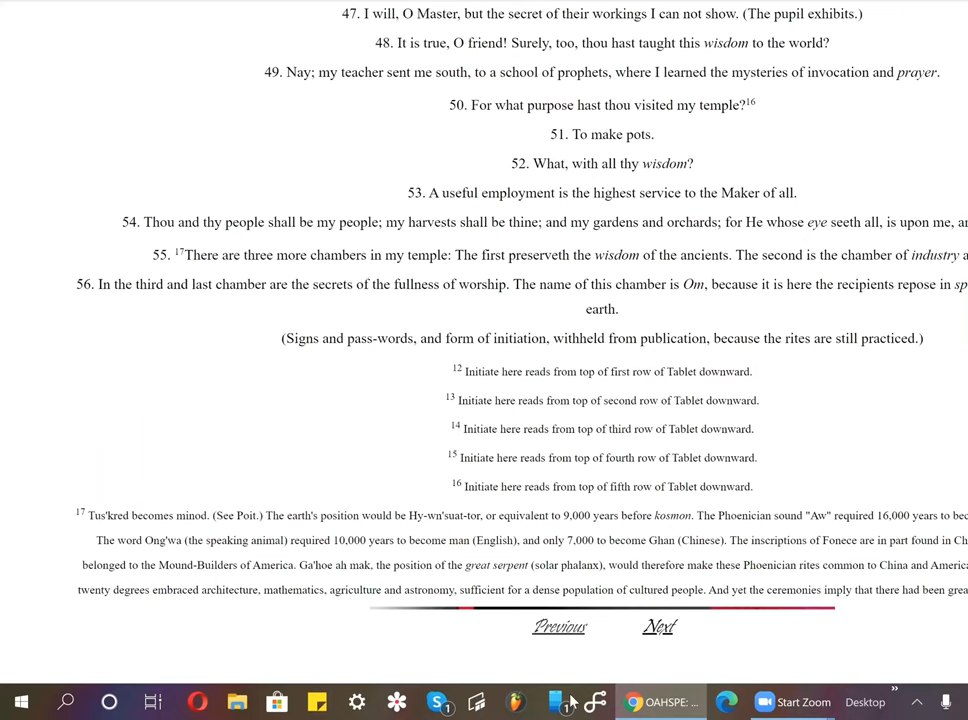 47. I will, O Master, but the secret of their workings I can not show. (The pupil exhibits.)
48. It is true, O friend! Surely, too, thou hast taught this wisdom to the world?
49. Nay; my teacher sent me south, to a school of prophets, where I learned the mysteries of invocation and prayer.
50. For what purpose hast thou visited my temple?16
51. To make pots.
52. What, with all thy wisdom?
53. A useful employment is the highest service to the Maker of all.
54. Thou and thy people shall be my people; my harvests shall be thine; and my gardens and orchards; for He whose eye seeth all, is upon me,
55. 17There are three more chambers in my temple: The first preserveth the wisdom of the ancients. The second is the chamber of industry
56. In the third and last chamber are the secrets of the fullness of worship. The name of this chamber is Om, because it is here the recipients repose in
earth.
(Signs and pass-words, and form of initiation, withheld from publication, because the rites are still practiced.)
12 Initiate here reads from top of first row of Tablet downward.
13 Initiate here reads from top of second row of Tablet downward.
14 Initiate here reads from top of third row of Tablet downward.
15 Initiate here reads from top of fourth row of Tablet downward.
16 Initiate here reads from top of fifth row of Tablet downward.
17 Tus'kred becomes minod. (See Poit.) The earth's position would be Hy-wn'suat-tor, or equivalent to 9,000 years before kosmon. The Phoenician sound "Aw" required 16,000 years to
The word Ong'wa (the speaking animal) required 10,000 years to become man (English), and only 7,000 to become Ghan (Chinese). The inscriptions of Fonece are in part found in
belonged to the Mound-Builders of America. Ga'hoe ah mak, the position of the great serpent (solar phalanx), would therefore make these Phoenician rites common to China and
twenty degrees embraced architecture, mathematics, agriculture and astronomy, sufficient for a dense population of cultured people. And yet the ceremonies imply that there had been
Previous Next
1 1 OAHSPE: ... Start Zoom Desktop